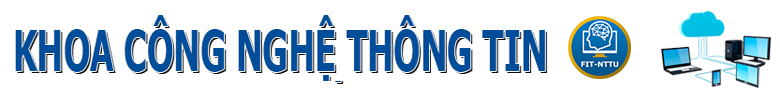 KHOA CÔNG NGHỆ THÔNG TIN
FIT-NTTU